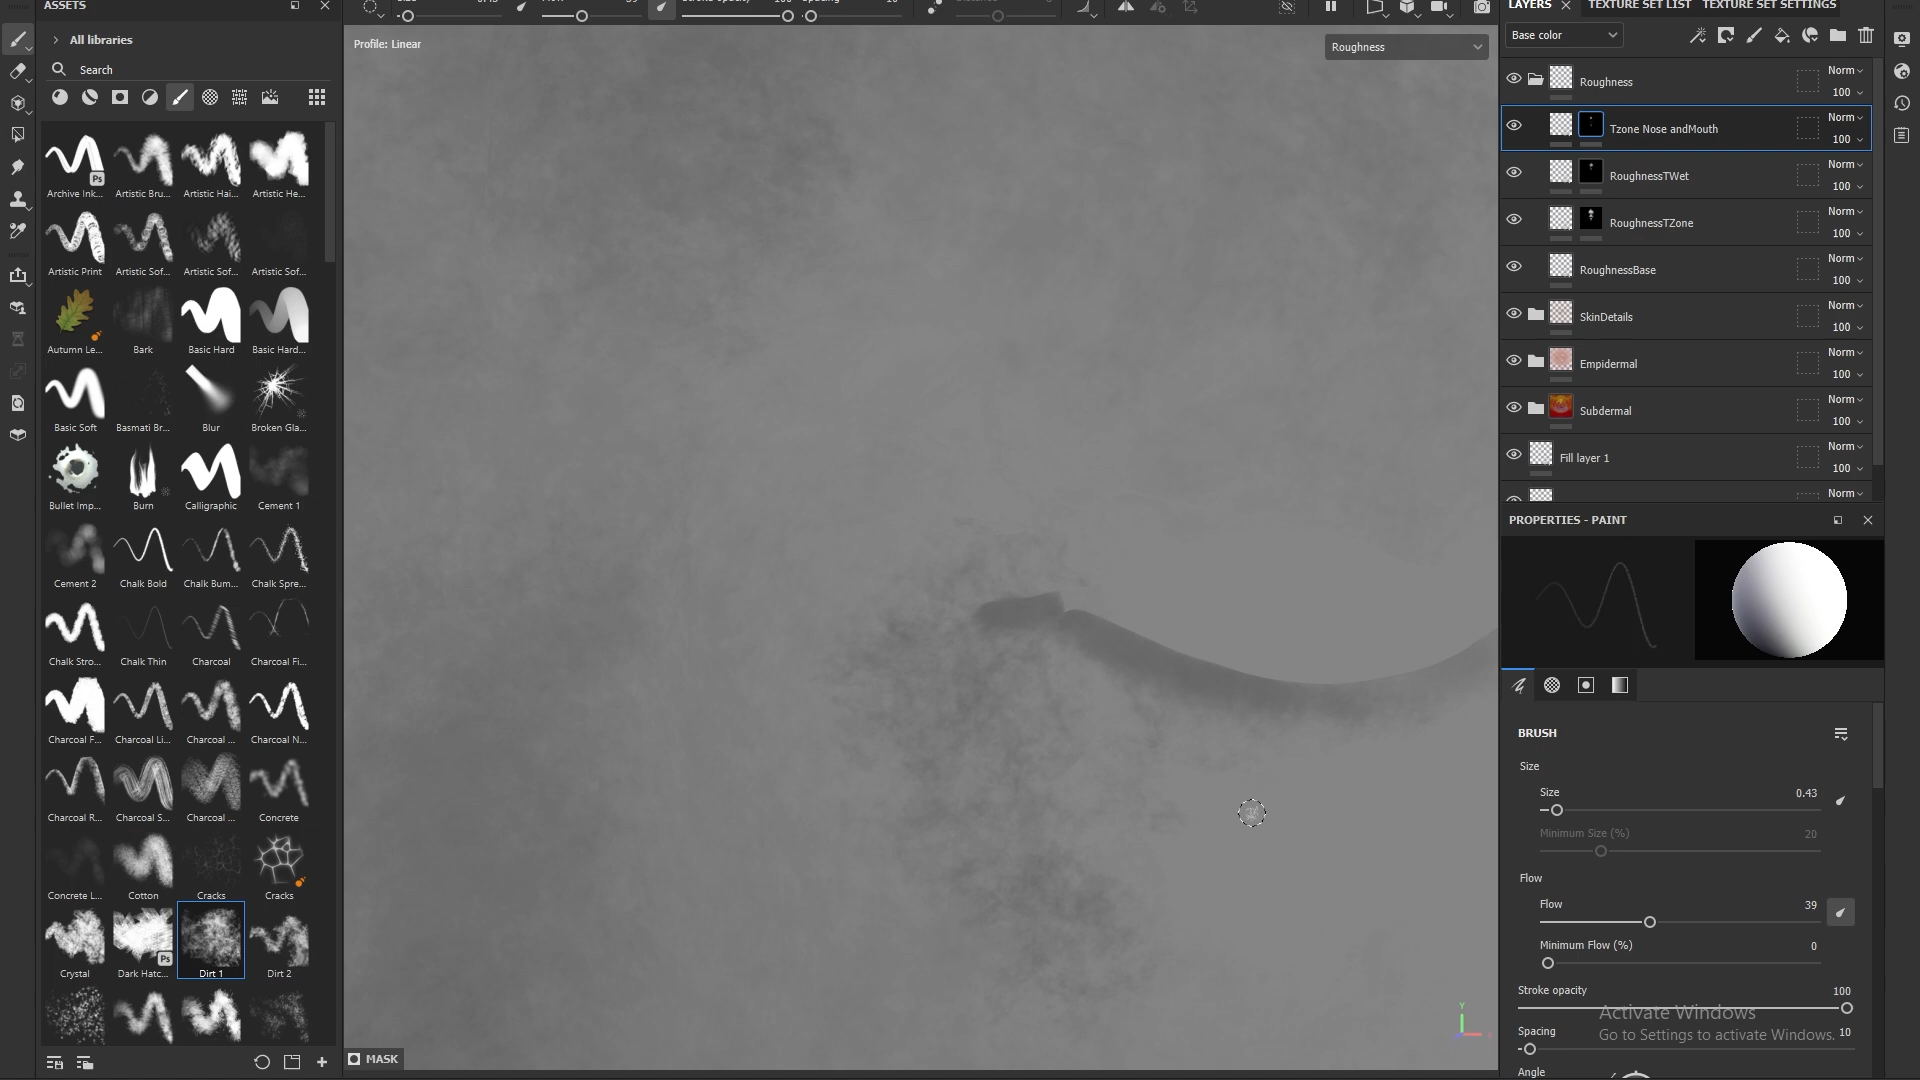 ASSETS
All libraries
Search
Archive Ink...
Artistic Bru...
Artistic Hai...
Artistic He...
Artistic Print
Artistic Sof...
Artistic Sof...
Artistic Sof...
Autumn Le...
Bark
Basic Hard
Basic Hard...
Basic Soft
Basmati Br...
Blur
Broken Gla...
Bullet Imp...
Burn
Calligraphic
Cement 1
Cement 2
Chalk Bold
Chalk Bum...
Chalk Spre...
Chalk Stro...
Chalk Thin
Charcoal
Charcoal Fi...
Charcoal F...
Charcoal Li...
Charcoal ...
Charcoal N...
Charcoal R...
Charcoal S...
Charcoal ...
Concrete
Concrete L...
Cotton
Cracks
Cracks
Crystal
Dark Hatc...
Dirt 1
Dirt 2
Ps
Ps
Profile: Linear
Roughness
MASK
Y
LAYERS
TEXTURE SET LIST
TEXTURE SET SETTINGS
Base color
Roughness
Norm
100
Tzone Nose andMouth
Norm
100
RoughnessTWet
Norm
100
RoughnessTZone
Norm
100
RoughnessBase
Norm
100
SkinDetails
Norm
100
Empidermal
Norm
100
Subdermal
Norm
100
Fill layer 1
Norm
100
Norm
PROPERTIES - PAINT
BRUSH
Size
Size
0.43
Minimum Size (%)
20
Flow
Flow
39
Minimum Flow (%)
0
Stroke opacity
100
Spacing
10
Angle
Activate Windows
Go to Settings to activate Windows.